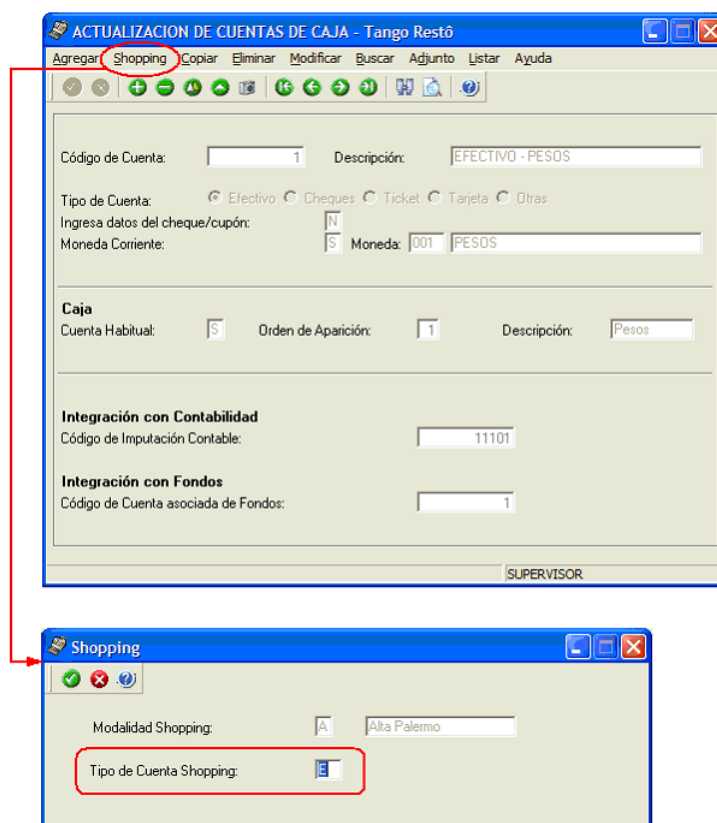 ACTUALIZACION DE CUENTAS DE CAJA - Tango Restô
Agregar Shopping Copiar Eliminar Modificar Buscar Adjunto Listar Ayuda
Código de Cuenta: 1 Descripción: EFECTIVO - PESOS
Tipo de Cuenta: Efectivo Cheques Ticket Tarjeta Otras
Ingresa datos del cheque/cupón: N
Moneda Corriente: S Moneda: 001 PESOS
Caja
Cuenta Habitual: S Orden de Aparición: 1 Descripción: Pesos
Integración con Contabilidad
Código de Imputación Contable: 11101
Integración con Fondos
Código de Cuenta asociada de Fondos: 1
SUPERVISOR
Shopping
Modalidad Shopping: A Alta Palermo
Tipo de Cuenta Shopping: E